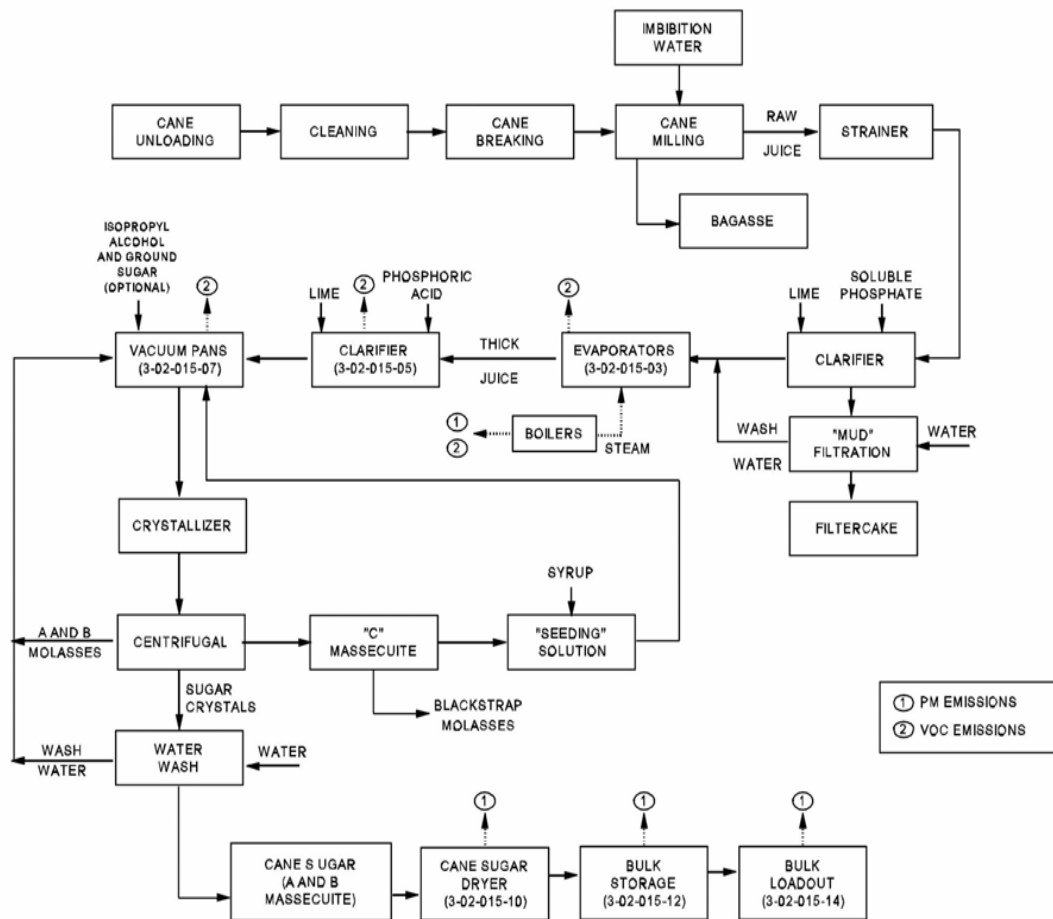 IMBIBITION
WATER
CANE
UNLOADING
CLEANING
CANE
BREAKING
CANE
MILLING
RAW
JUICE
STRAINER
BAGASSE
ISOPROPYL
ALCOHOL
AND GROUND
SUGAR
(OPTIONAL)
2
LIME
2
PHOSPHORIC
ACID
2
LIME
SOLUBLE
PHOSPHATE
VACUUM PANS
(3-02-015-07)
CLARIFIER
(3-02-015-05)
THICK
JUICE
EVAPORATORS
(3-02-015-03)
CLARIFIER
1
2
BOILERS
STEAM
WASH
WATER
"MUD"
FILTRATION
WATER
FILTERCAKE
CRYSTALLIZER
SYRUP
A AND B
MOLASSES
CENTRIFUGAL
"C"
MASSECUITE
"SEEDING"
SOLUTION
SUGAR
CRYSTALS
BLACKSTRAP
MOLASSES
1 PM EMISSIONS
2 VOC EMISSIONS
WASH
WATER
WATER
WASH
WATER
1
1
1
CANE SUGAR
(A AND B
MASSECUITE)
CANE SUGAR
DRYER
(3-02-015-10)
BULK
STORAGE
(3-02-015-12)
BULK
LOADOUT
(3-02-015-14)